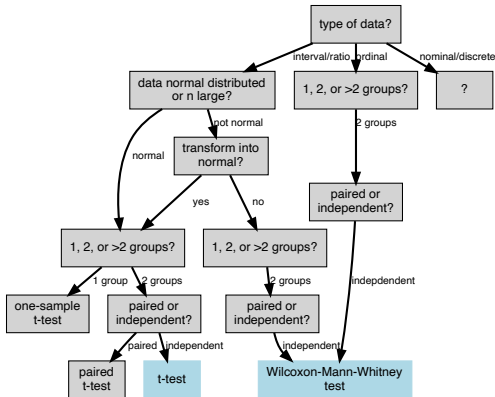 type of data?
interval/ratio
ordinal
nominal/discrete
data normal distributed
or n large?
1, 2, or >2 groups?
?
not normal
2 groups
transform into
normal?
normal
yes
no
paired or
independent?
1, 2, or >2 groups?
1, 2, or >2 groups?
1 group
2 groups
2 groups
indepdendent
one-sample
t-test
paired or
independent?
paired or
independent?
paired
independent
independent
paired
t-test
t-test
Wilcoxon-Mann-Whitney
test